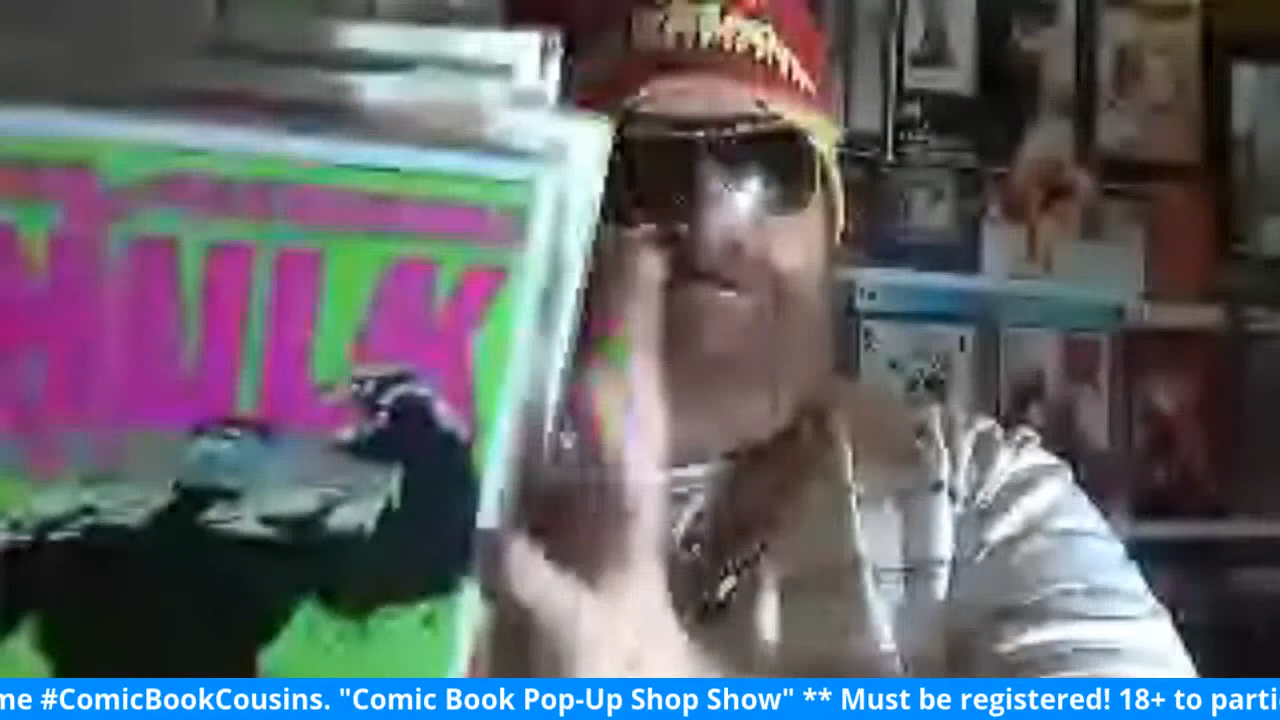 HULK
me #ComicBookCousins. "Comic Book Pop-Up Shop Show" ** Must be registered! 18+ to parti